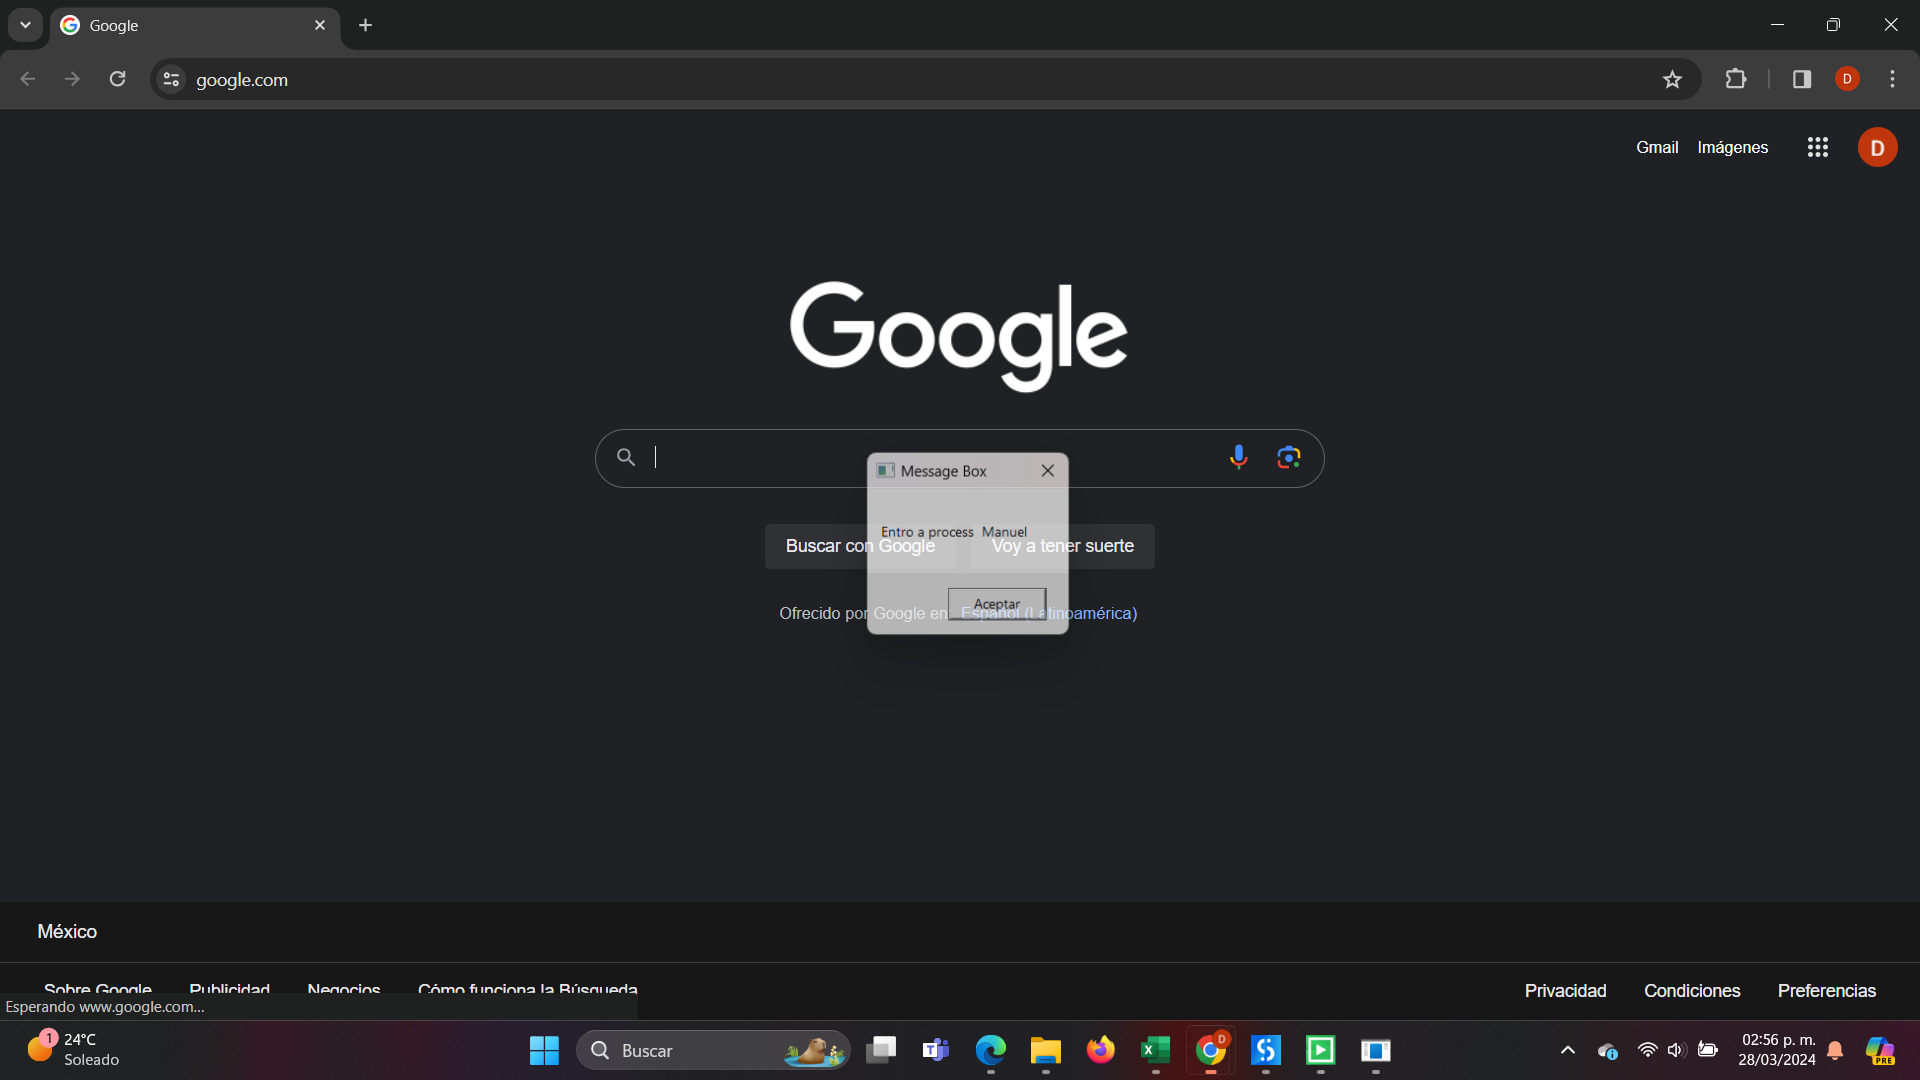 Google
google.com
D
Gmail Imágenes
D
Google
Message Box
Entro a process Manuel
Buscar con Google
Voy a tener suerte
Aceptar
Ofrecido por Google en: Español (Latinoamérica)
México
Sobre Google Publicidad Negocios Cómo funciona la Búsqueda
Privacidad Condiciones Preferencias
Esperando www.google.com...
1
24°C
Soleado
Buscar
D
02:56 p. m.
28/03/2024
PRE